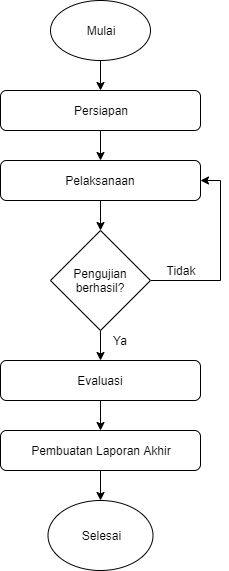 Mulai
Persiapan
Pelaksanaan
Pengujian
berhasil?
Tidak
Ya
Evaluasi
Pembuatan Laporan Akhir
Selesai